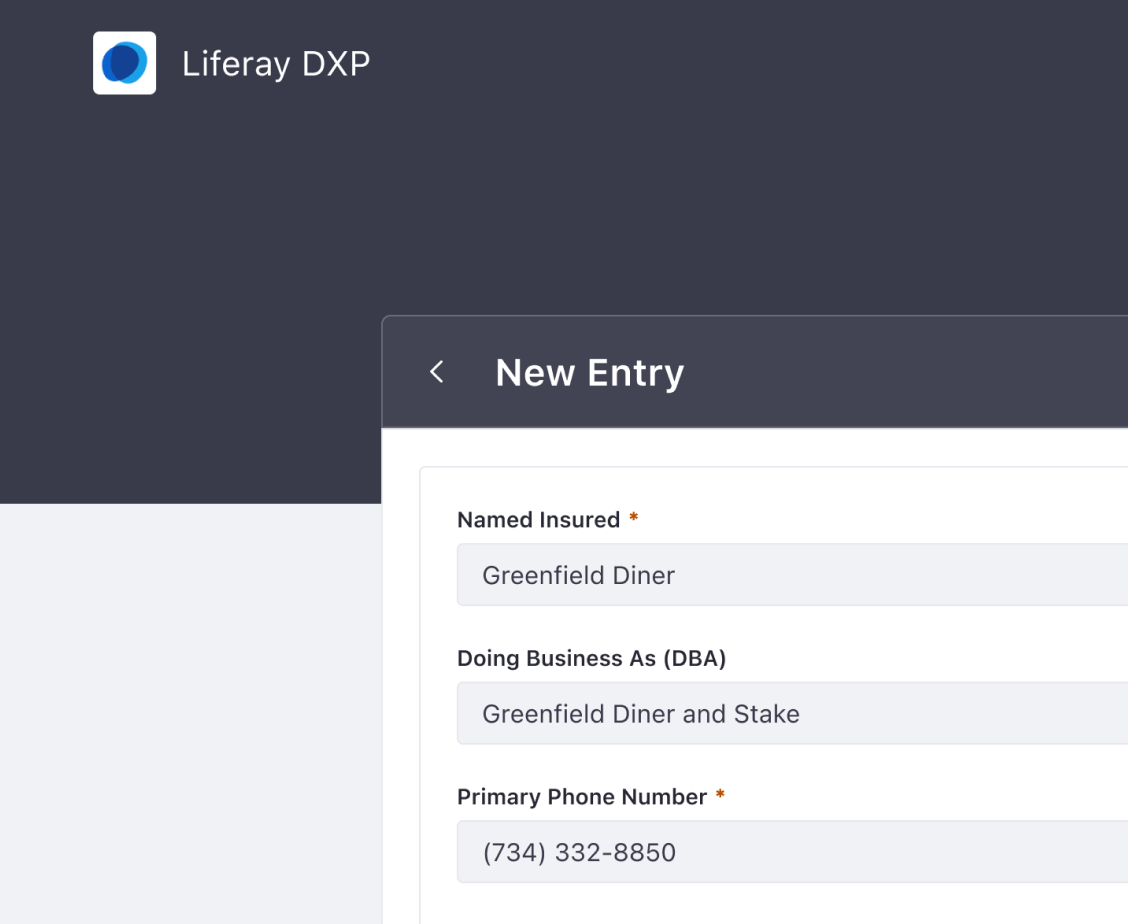 Liferay DXP
New Entry
Named Insured *
Greenfield Diner
Doing Business As (DBA)
Greenfield Diner and Stake
Primary Phone Number *
(734) 332-8850